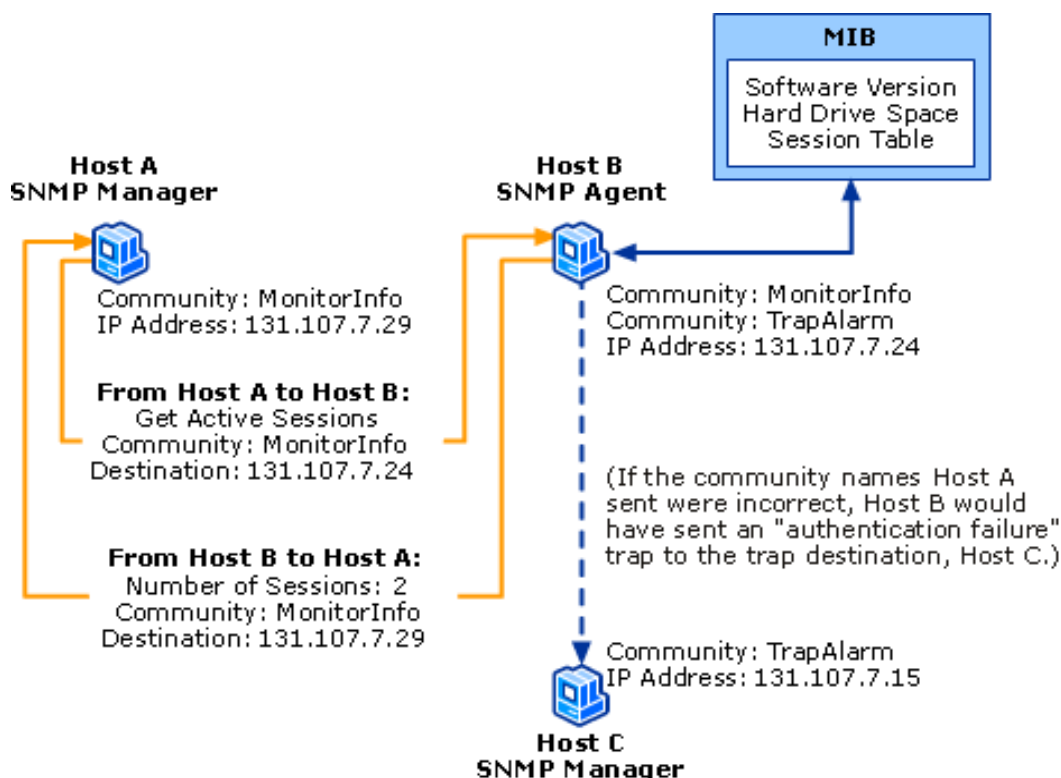 MIB
Software Version
Hard Drive Space
Session Table
Host A
SNMP Manager
Host B
SNMP Agent
Community: MonitorInfo
IP Address: 131.107.7.29
Community: MonitorInfo
Community: TrapAlarm
IP Address: 131.107.7.24
From Host A to Host B:
Get Active Sessions
Community: MonitorInfo
Destination: 131.107.7.24
(If the community names Host A
sent were incorrect, Host B would
have sent an "authentication failure"
trap to the trap destination, Host C.)
From Host B to Host A:
Number of Sessions: 2
Community: MonitorInfo
Destination: 131.107.7.29
Community: TrapAlarm
IP Address: 131.107.7.15
Host C
SNMP Manager